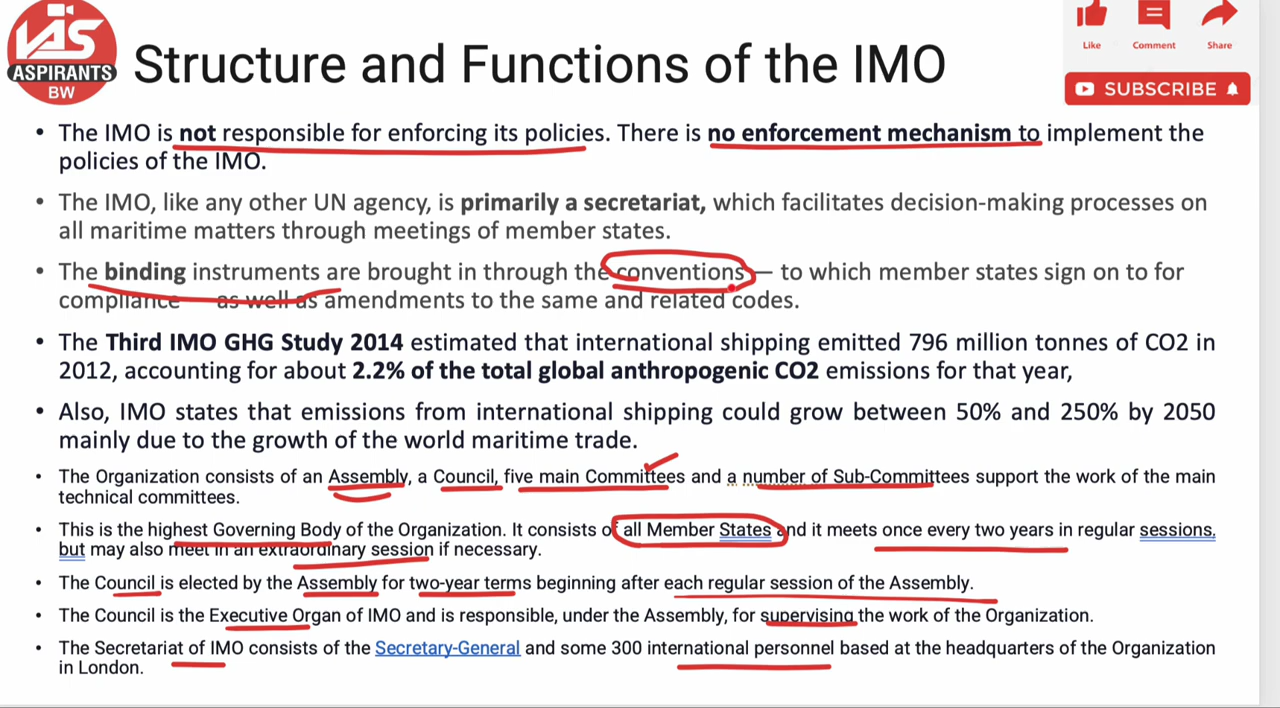 IAS
ASPIRANTS
BW
Structure and Functions of the IMO
Like Comment Share
SUBSCRIBE
• The IMO is not responsible for enforcing its policies. There is no enforcement mechanism to implement the
policies of the IMO.
• The IMO, like any other UN agency, is primarily a secretariat, which facilitates decision-making processes on
all maritime matters through meetings of member states.
• The binding instruments are brought in through the conventions — to which member states sign on to for
compliance as well as amendments to the same and related codes.
• The Third IMO GHG Study 2014 estimated that international shipping emitted 796 million tonnes of CO2 in
2012, accounting for about 2.2% of the total global anthropogenic CO2 emissions for that year,
• Also, IMO states that emissions from international shipping could grow between 50% and 250% by 2050
mainly due to the growth of the world maritime trade.
• The Organization consists of an Assembly, a Council, five main Committees and a number of Sub-Committees support the work of the main
technical committees.
• This is the highest Governing Body of the Organization. It consists of all Member States and it meets once every two years in regular sessions,
but may also meet in an extraordinary session if necessary.
• The Council is elected by the Assembly for two-year terms beginning after each regular session of the Assembly.
• The Council is the Executive Organ of IMO and is responsible, under the Assembly, for supervising the work of the Organization.
• The Secretariat of IMO consists of the Secretary-General and some 300 international personnel based at the headquarters of the Organization
in London.